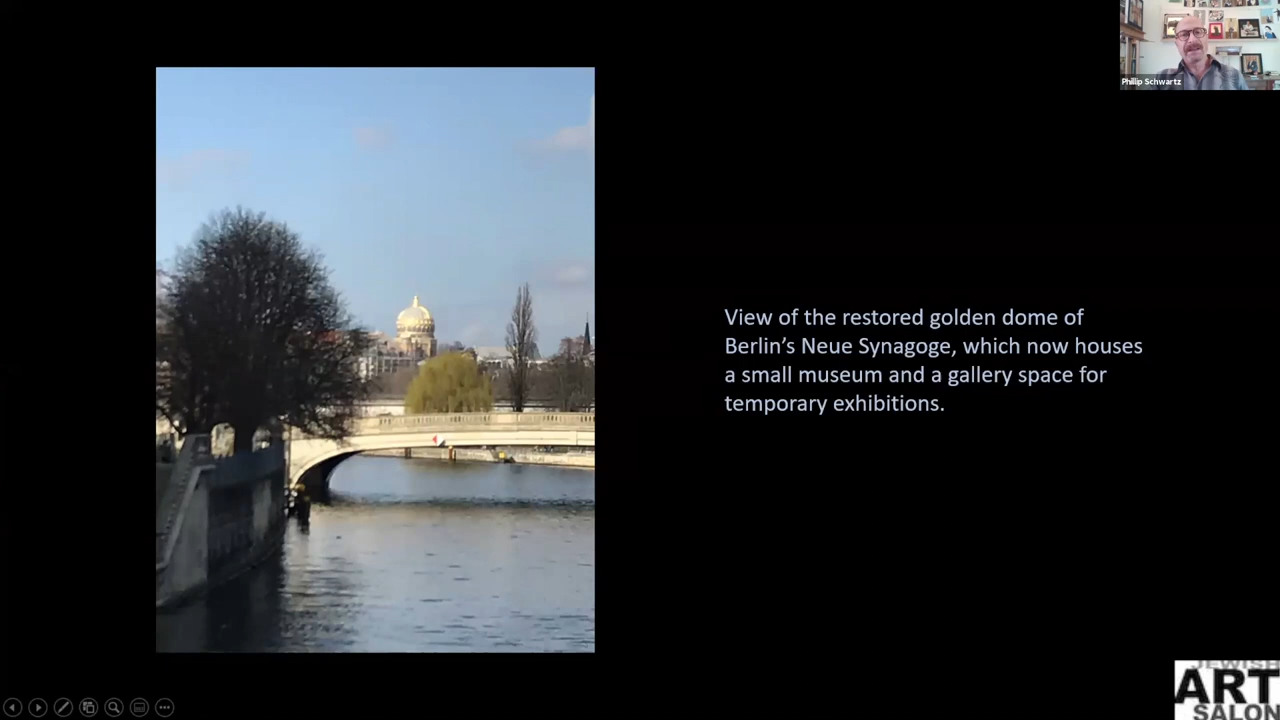 Philip Schwartz
View of the restored golden dome of
Berlin’s Neue Synagoge, which now houses
a small museum and a gallery space for
temporary exhibitions.
JEWISH
ART
SALON